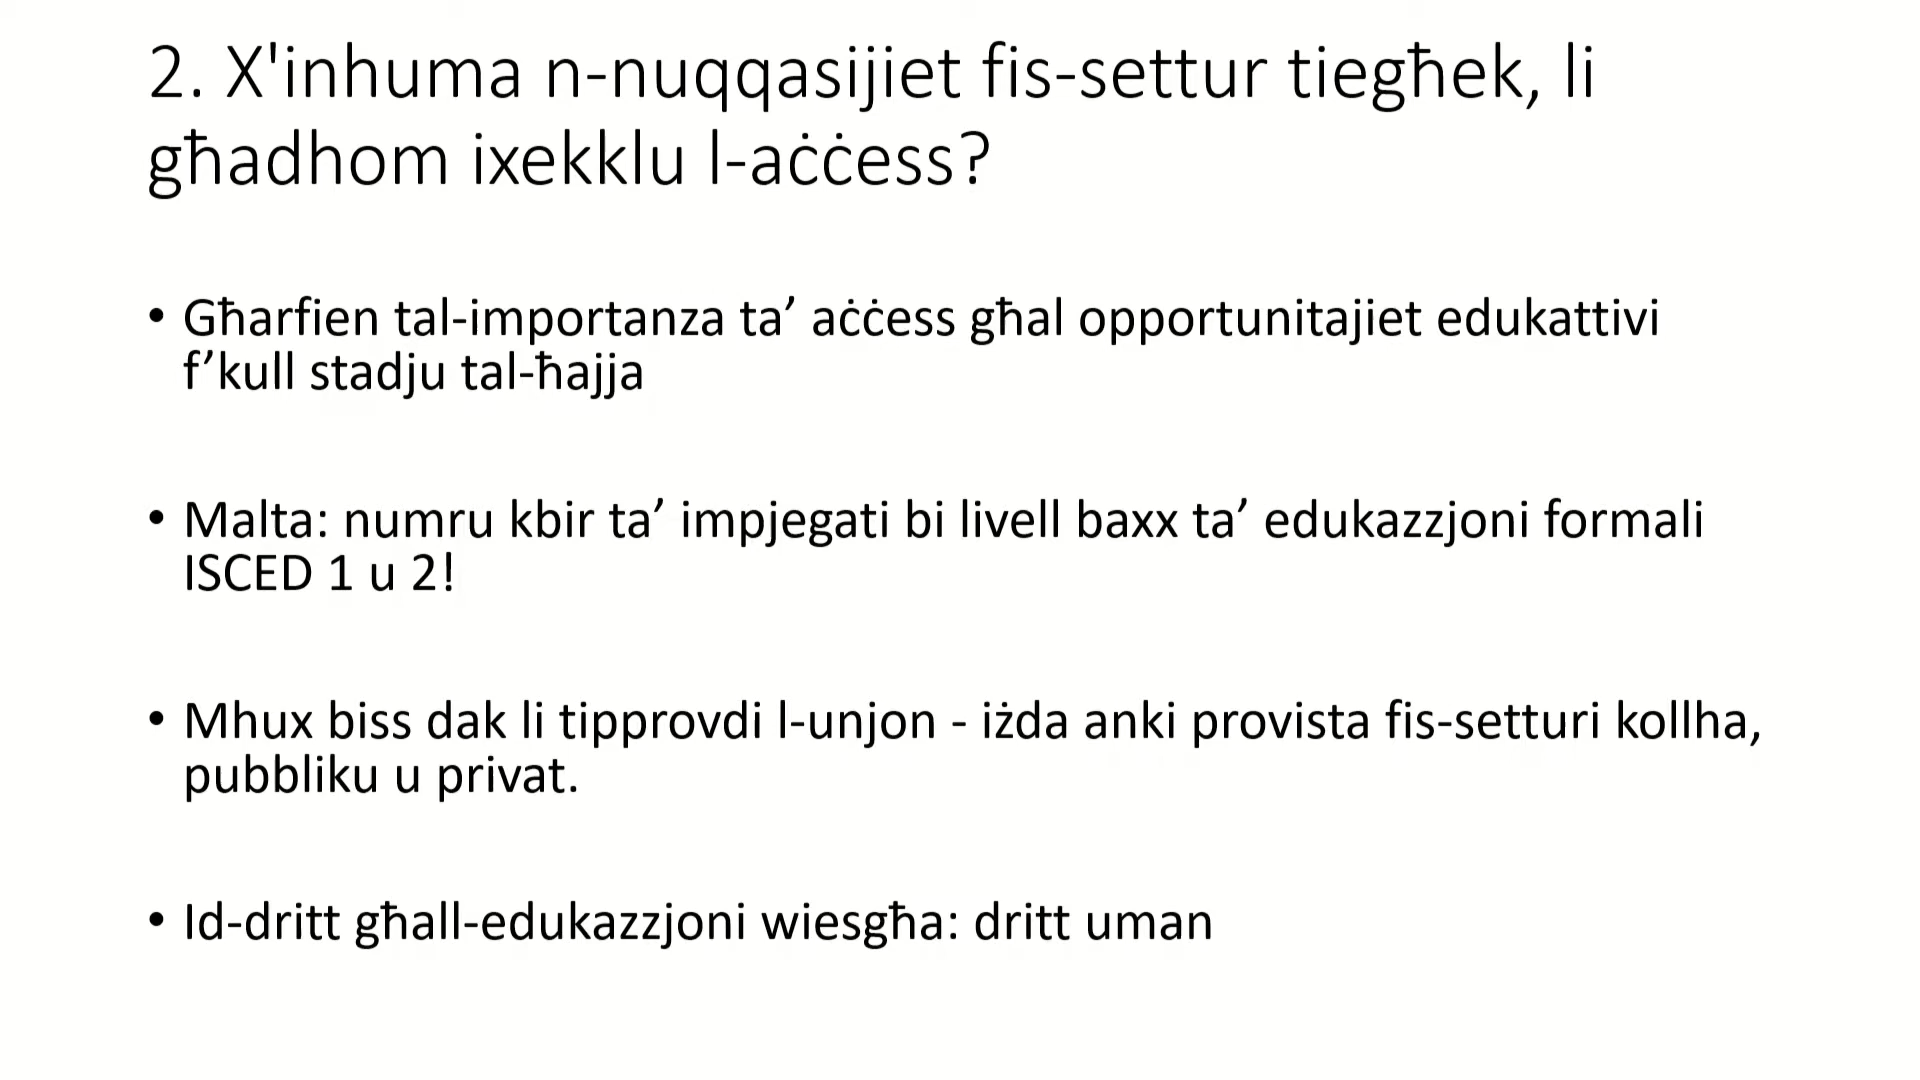 2. X'inhuma n-nuqqasijiet fis-settur tiegħek, li
għadhom ixekklu l-aċċess?
• Għarfien tal-importanza ta’ aċċess għal opportunitajiet edukattivi
f’kull stadju tal-ħajja
• Malta: numru kbir ta’ impjegati bi livell baxx ta’ edukazzjoni formali
ISCED 1 u 2!
• Mhux biss dak li tipprovdi l-unjon - iżda anki provista fis-setturi kollha,
pubbliku u privat.
• Id-dritt għall-edukazzjoni wiesgħa: dritt uman